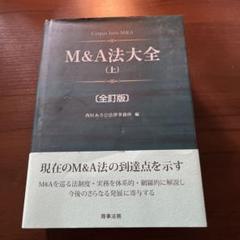 Corpus Juris M&A
M&A法大全
(上)
[全訂版]
西村あさひ法律事務所 編
現在のM&A法の到達点を示す
M&Aを巡る法制度・実務を体系的・網羅的に解説し
今後のさらなる発展に寄与する
商事法務